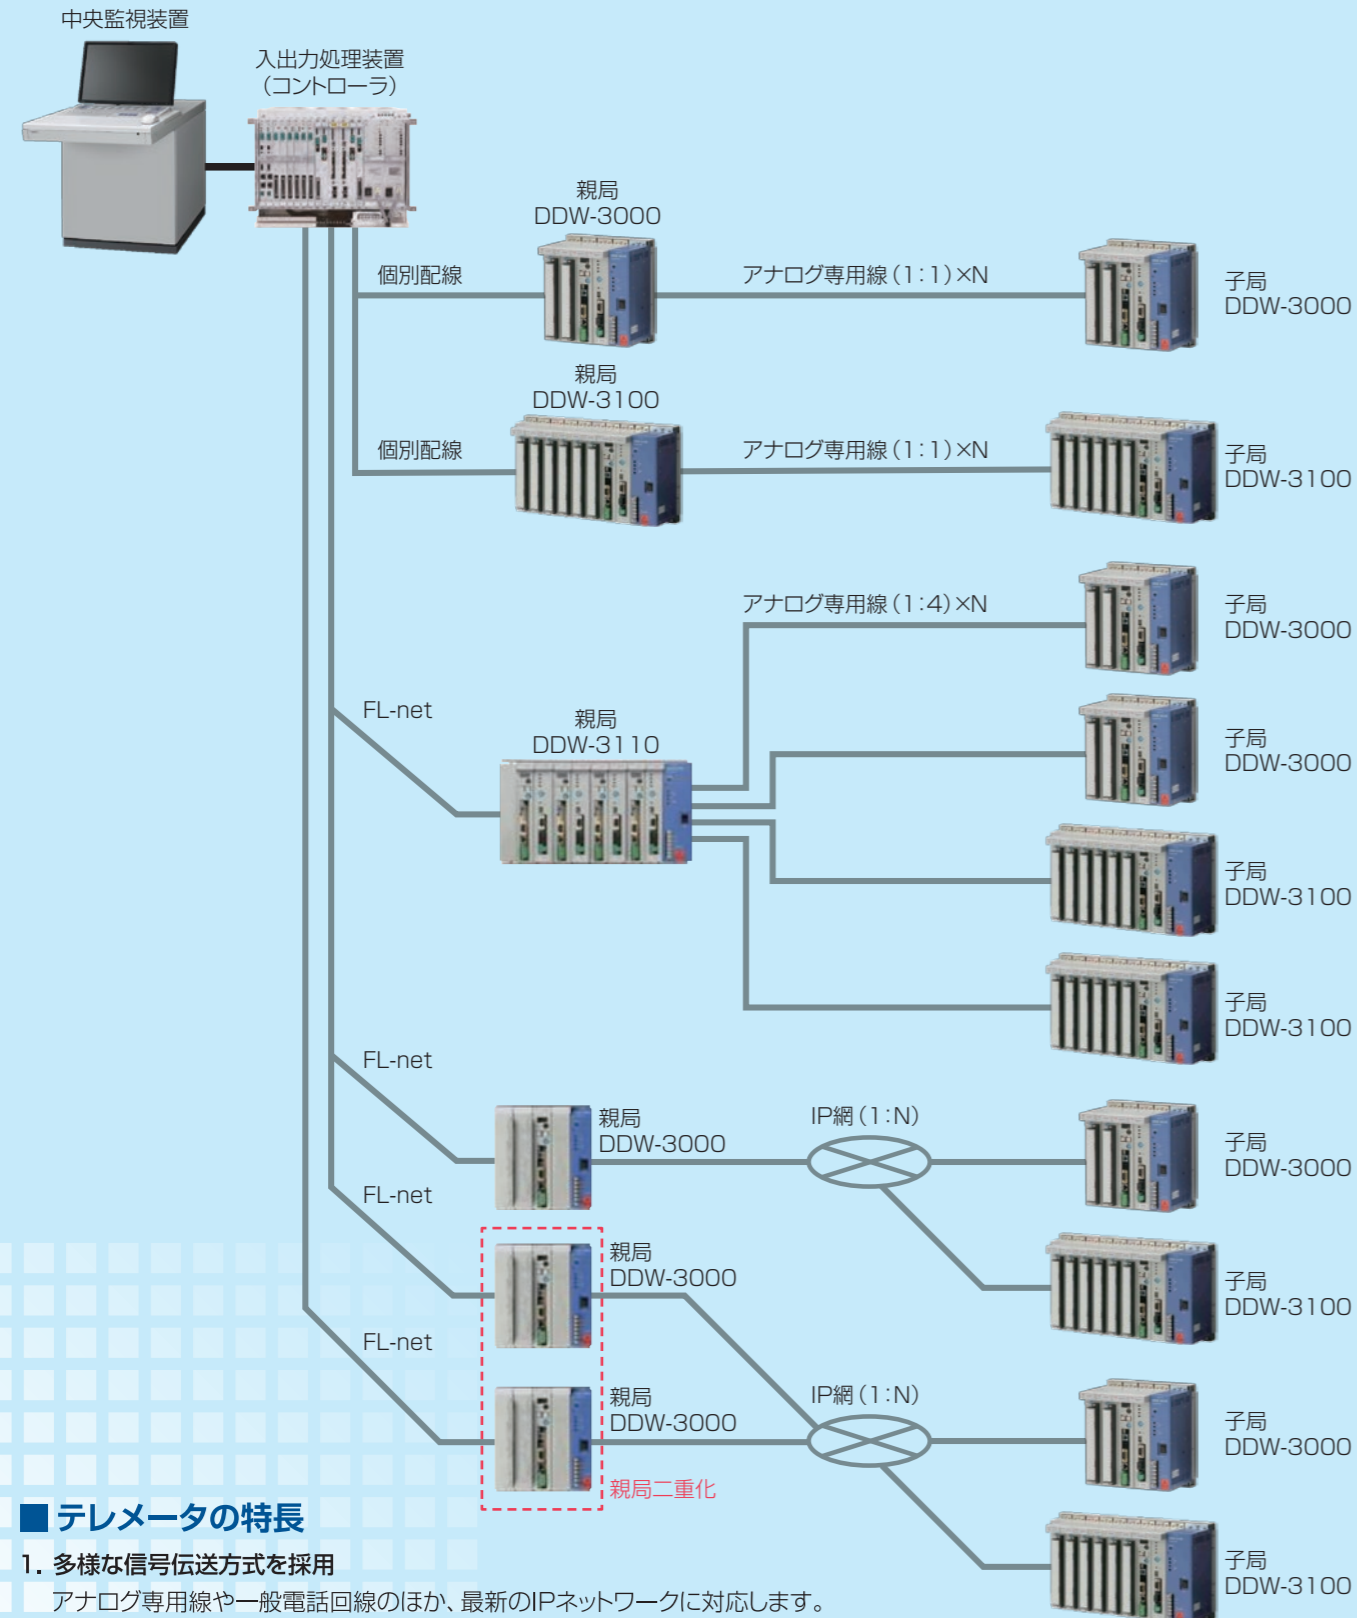 中央監視装置
入出力処理装置
（コントローラ）
親局
DDW-3000
個別配線
アナログ専用線（1：1）×N
子局
DDW-3000
親局
DDW-3100
個別配線
アナログ専用線（1：1）×N
子局
DDW-3100
アナログ専用線（1：4）×N
子局
DDW-3000
FL-net
親局
DDW-3110
子局
DDW-3000
子局
DDW-3100
子局
DDW-3100
FL-net
親局
DDW-3000
IP網（1：N）
子局
DDW-3000
FL-net
親局
DDW-3000
子局
DDW-3100
FL-net
親局
DDW-3000
IP網（1：N）
子局
DDW-3000
親局二重化
子局
DDW-3100
■テレメータの特長
1. 多様な信号伝送方式を採用
アナログ専用線や一般電話回線のほか、最新のIPネットワークに対応します。